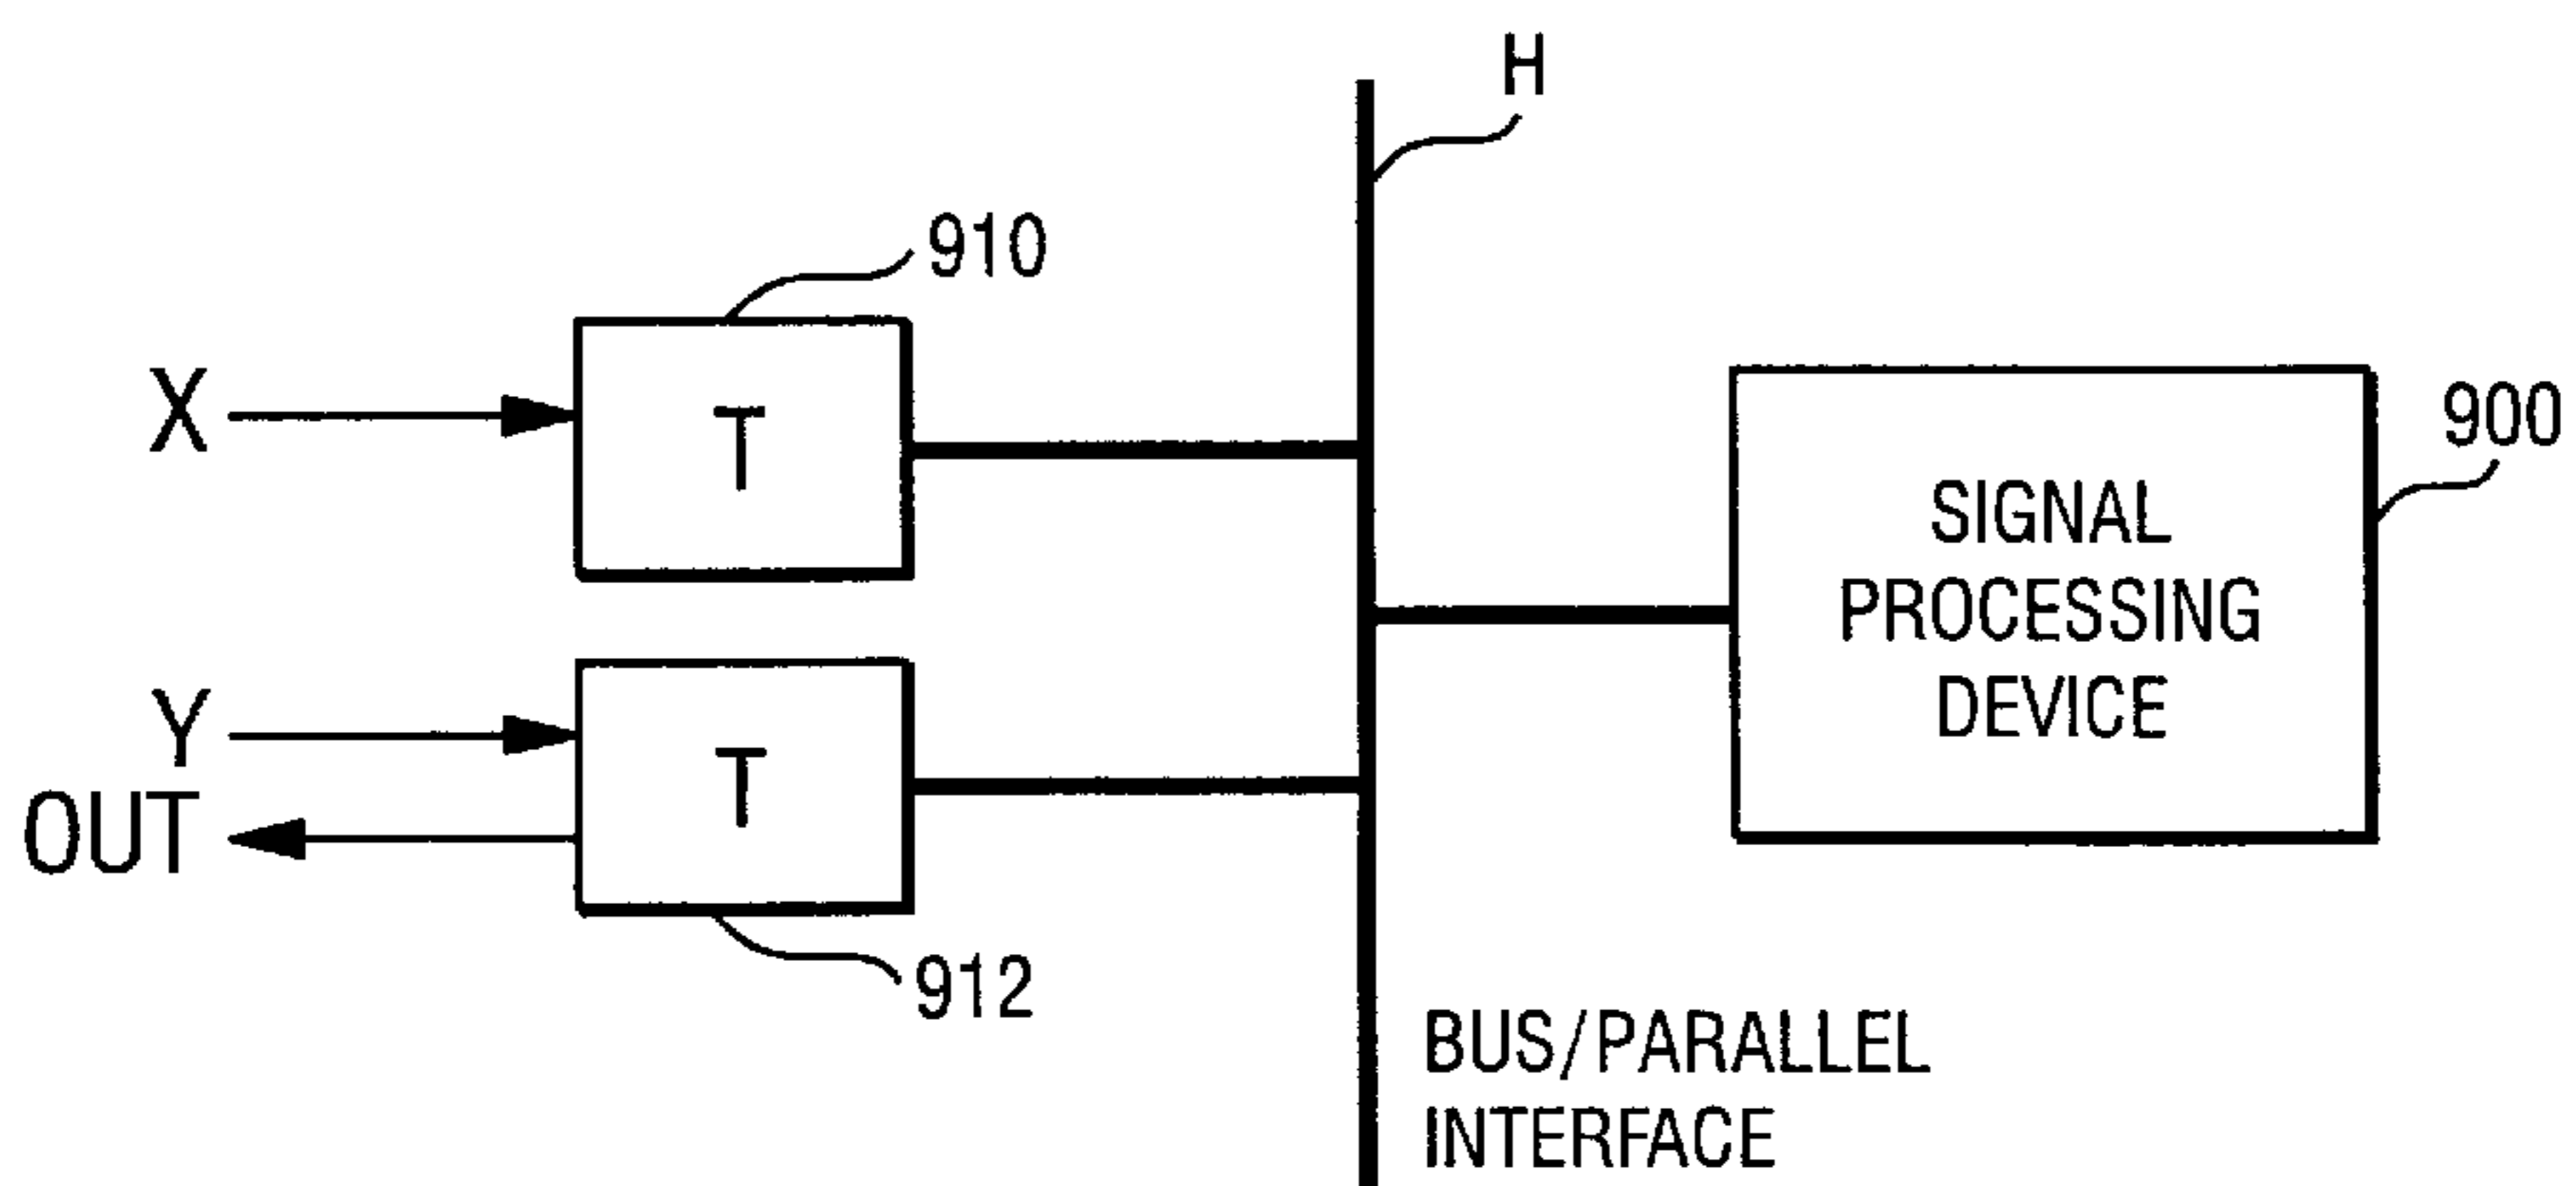 H
910
X
T
900
SIGNAL
PROCESSING
DEVICE
Y
T
OUT
912
BUS/PARALLEL
INTERFACE